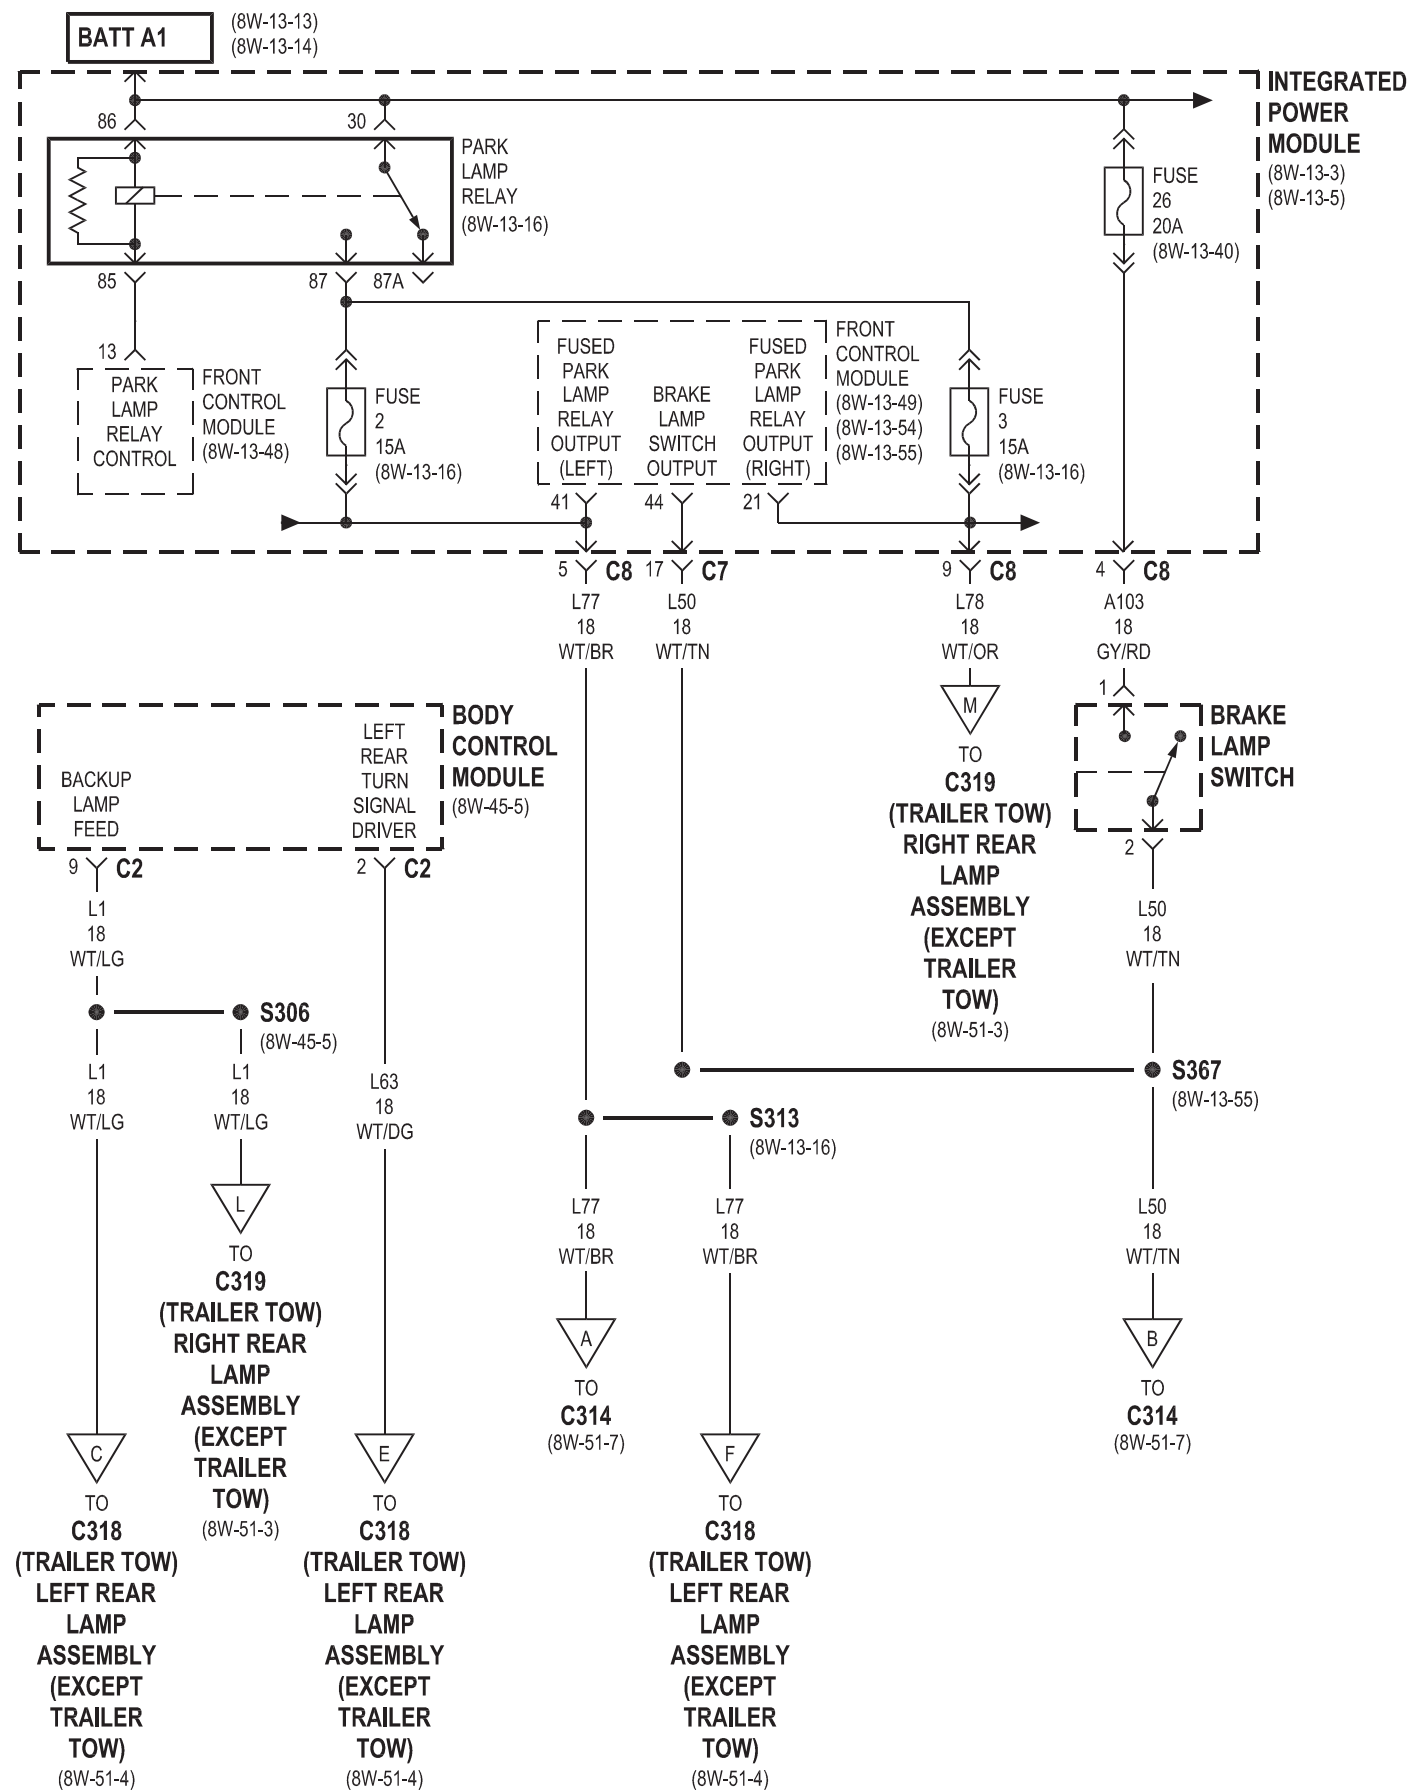 BATT A1
(8W-13-13)
(8W-13-14)
INTEGRATED
POWER
MODULE
(8W-13-3)
(8W-13-5)
86
30
PARK
LAMP
RELAY
(8W-13-16)
FUSE
26
20A
(8W-13-40)
85
87
87A
13
PARK
LAMP
RELAY
CONTROL
FRONT
CONTROL
MODULE
(8W-13-48)
FUSE
2
15A
(8W-13-16)
FUSED
PARK
LAMP
RELAY
OUTPUT
(LEFT)
BRAKE
LAMP
SWITCH
OUTPUT
FUSED
PARK
LAMP
RELAY
OUTPUT
(RIGHT)
FRONT
CONTROL
MODULE
(8W-13-49)
(8W-13-54)
(8W-13-55)
FUSE
3
15A
(8W-13-16)
41
44
21
5 C8
17 C7
9 C8
4 C8
L77
18
WT/BR
L50
18
WT/TN
L78
18
WT/OR
A103
18
GY/RD
M
TO
C319
(TRAILER TOW)
RIGHT REAR
LAMP
ASSEMBLY
(EXCEPT
TRAILER
TOW)
(8W-51-3)
1
BRAKE
LAMP
SWITCH
2
L50
18
WT/TN
BACKUP
LAMP
FEED
LEFT
REAR
TURN
SIGNAL
DRIVER
BODY
CONTROL
MODULE
(8W-45-5)
9 C2
2 C2
L1
18
WT/LG
S306
(8W-45-5)
L1
18
WT/LG
L1
18
WT/LG
L63
18
WT/DG
S367
(8W-13-55)
S313
(8W-13-16)
L77
18
WT/BR
L77
18
WT/BR
L50
18
WT/TN
L
TO
C319
(TRAILER TOW)
RIGHT REAR
LAMP
ASSEMBLY
(EXCEPT
TRAILER
TOW)
(8W-51-3)
A
TO
C314
(8W-51-7)
B
TO
C314
(8W-51-7)
C
TO
C318
(TRAILER TOW)
LEFT REAR
LAMP
ASSEMBLY
(EXCEPT
TRAILER
TOW)
(8W-51-4)
E
TO
C318
(TRAILER TOW)
LEFT REAR
LAMP
ASSEMBLY
(EXCEPT
TRAILER
TOW)
(8W-51-4)
F
TO
C318
(TRAILER TOW)
LEFT REAR
LAMP
ASSEMBLY
(EXCEPT
TRAILER
TOW)
(8W-51-4)